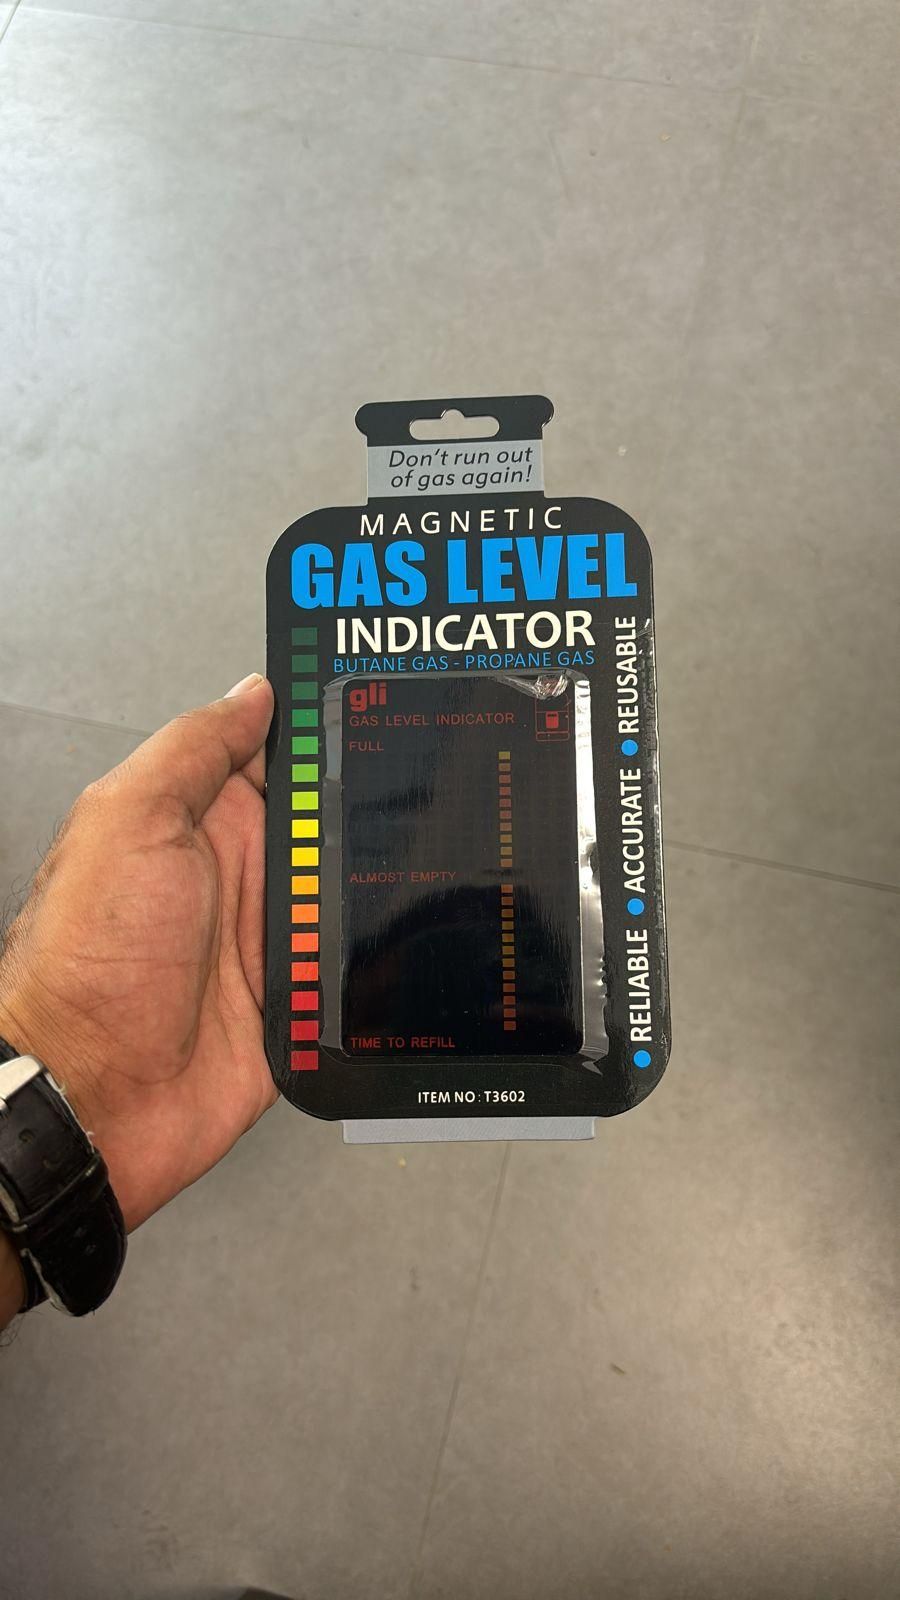 Don't run out
of gas again!
MAGNETIC
GAS LEVEL
INDICATOR
BUTANE GAS - PROPANE GAS
gli
GAS LEVEL INDICATOR
FULL
ALMOST EMPTY
TIME TO REFILL
RELIABLE ● ACCURATE ● REUSABLE
ITEM NO : T3602